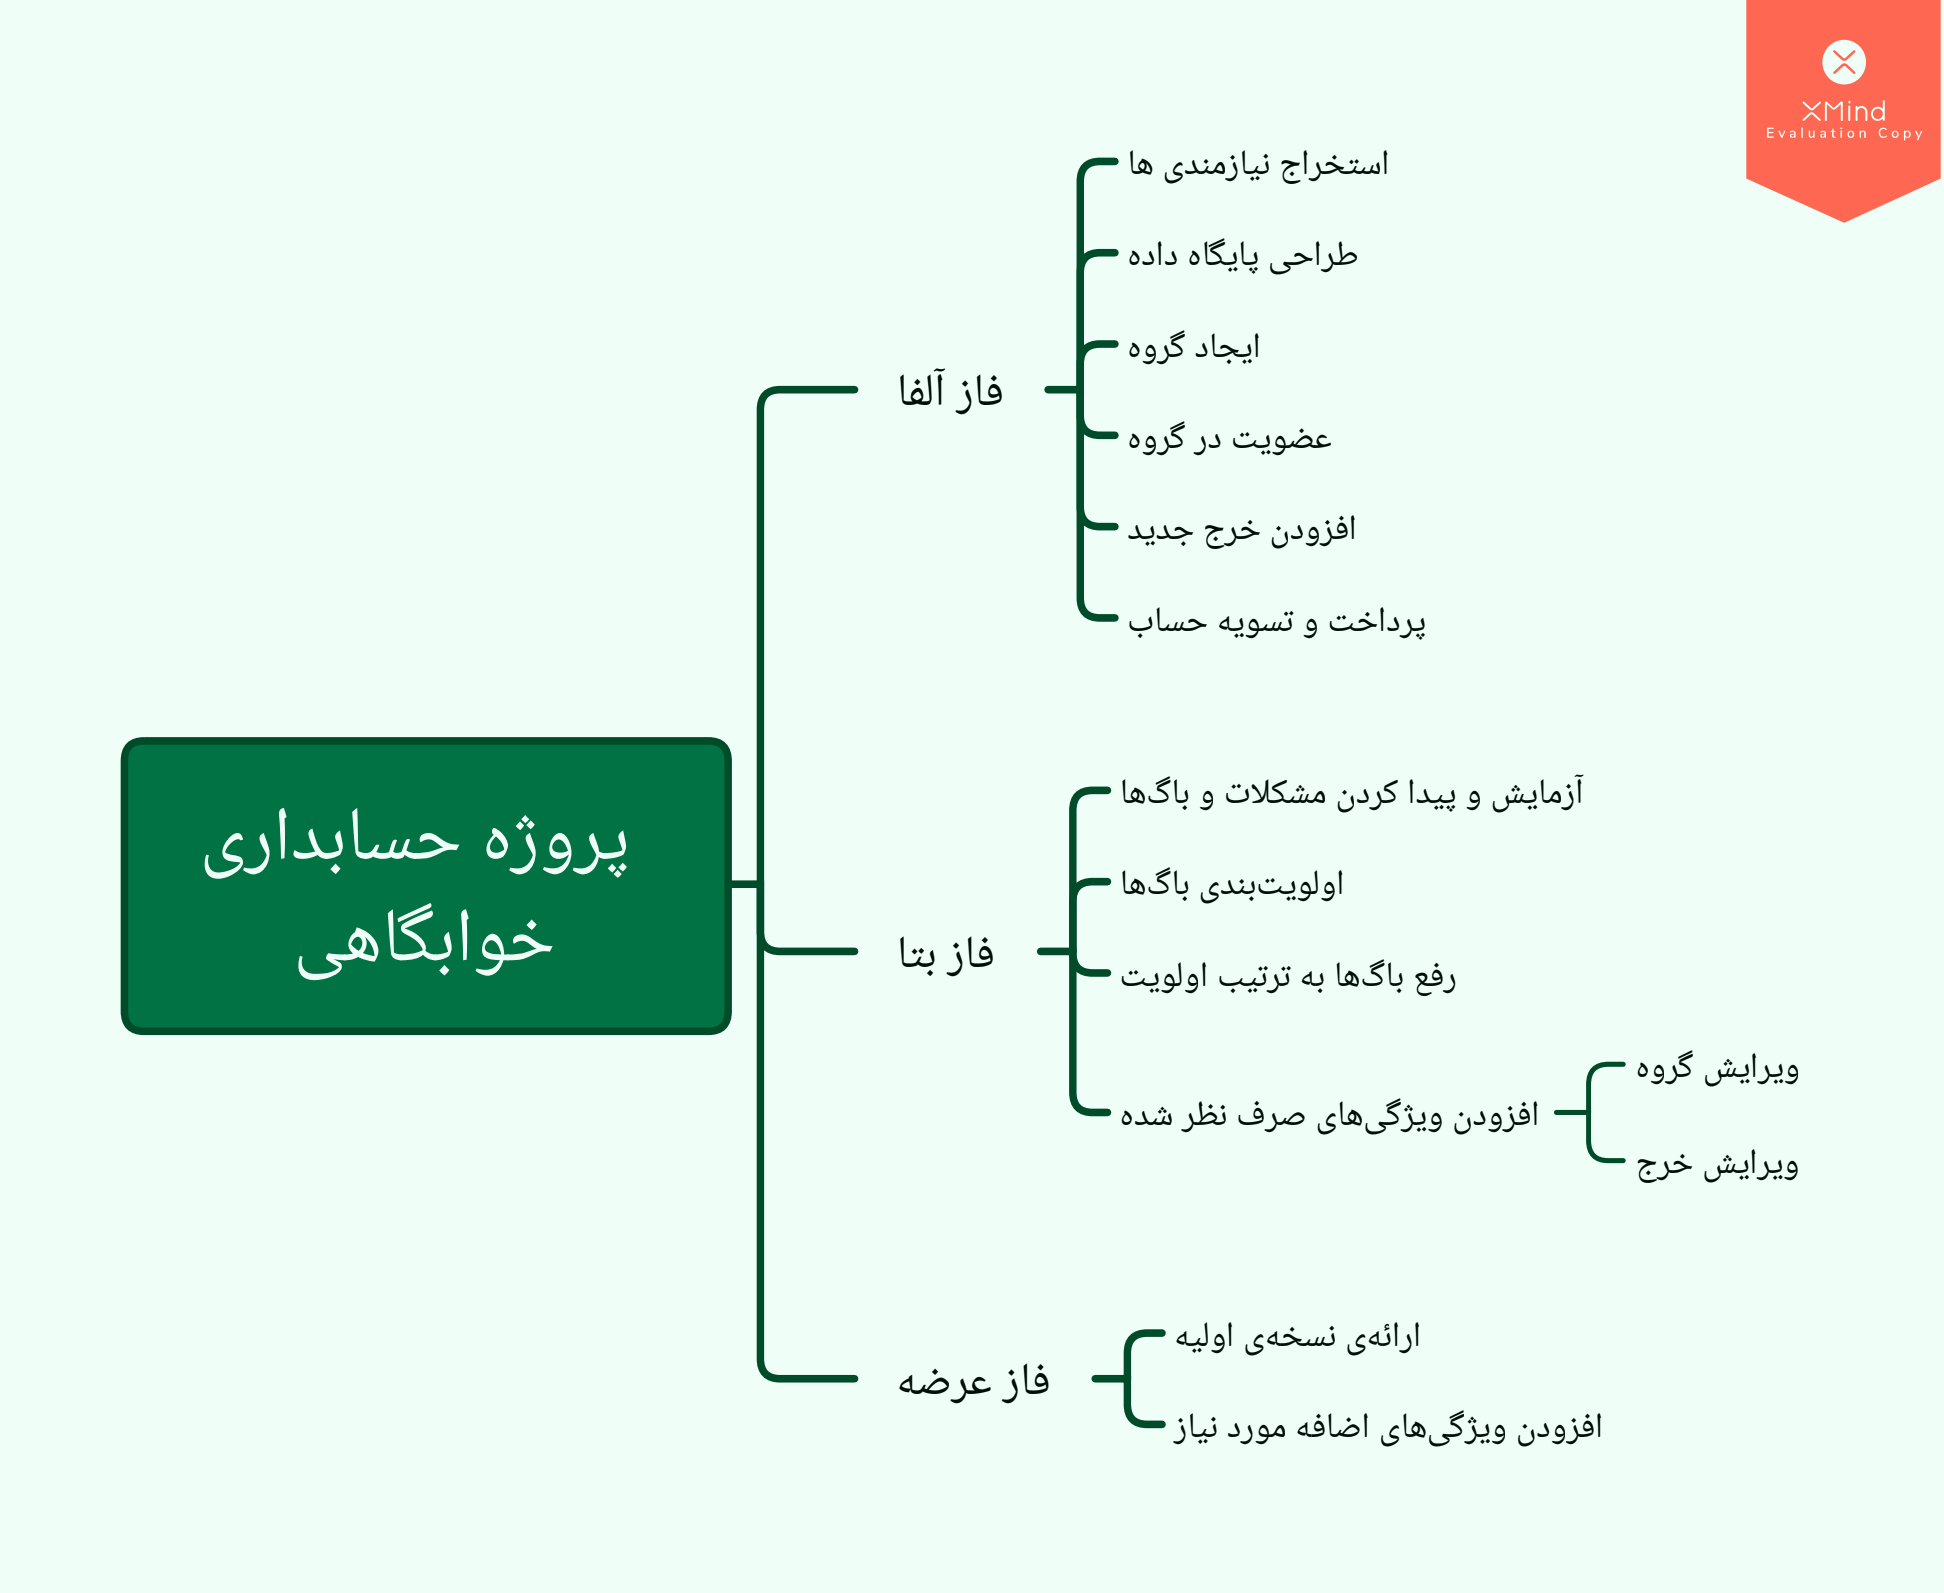 XMind
Evaluation Copy
پروژه حسابداری
خوابگاهی
فاز آلفا
استخراج نیازمندی ها
طراحی پایگاه داده
ایجاد گروه
عضویت در گروه
افزودن خرج جدید
پرداخت و تسویه حساب
فاز بتا
آزمایش و پیدا کردن مشکلات و باگ‌ها
اولویت‌بندی باگ‌ها
رفع باگ‌ها به ترتیب اولویت
افزودن ویژگی‌های صرف نظر شده
ویرایش گروه
ویرایش خرج
فاز عرضه
ارائه‌ی نسخه‌ی اولیه
افزودن ویژگی‌های اضافه مورد نیاز